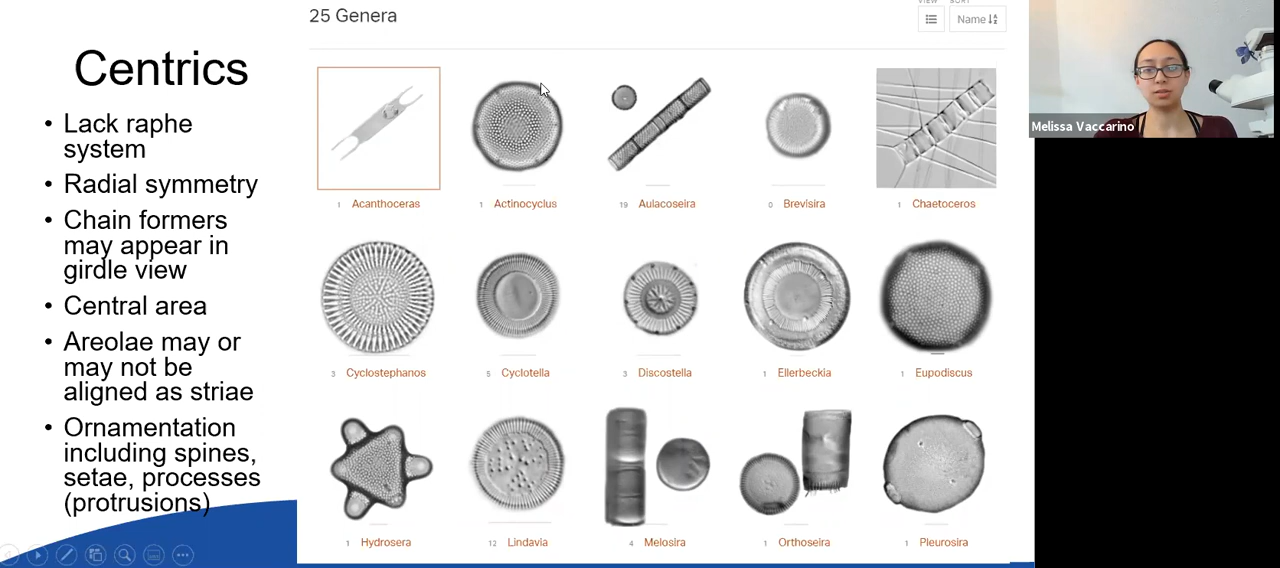 Centrics
• Lack raphe
system
• Radial symmetry
• Chain formers
may appear in
girdle view
• Central area
• Areolae may or
may not be
aligned as striae
• Ornamentation
including spines,
setae, processes
(protrusions)
25 Genera
VIEW SORT
Name
1 Acanthoceras
1 Actinocyclus
19 Aulacoseira
0 Brevisira
1 Chaetoceros
3 Cyclostephanos
5 Cyclotella
3 Discostella
1 Ellerbeckia
1 Eupodiscus
1 Hydrosera
12 Lindavia
4 Melosira
1 Orthoseira
1 Pleurosira
Melissa Vaccarino